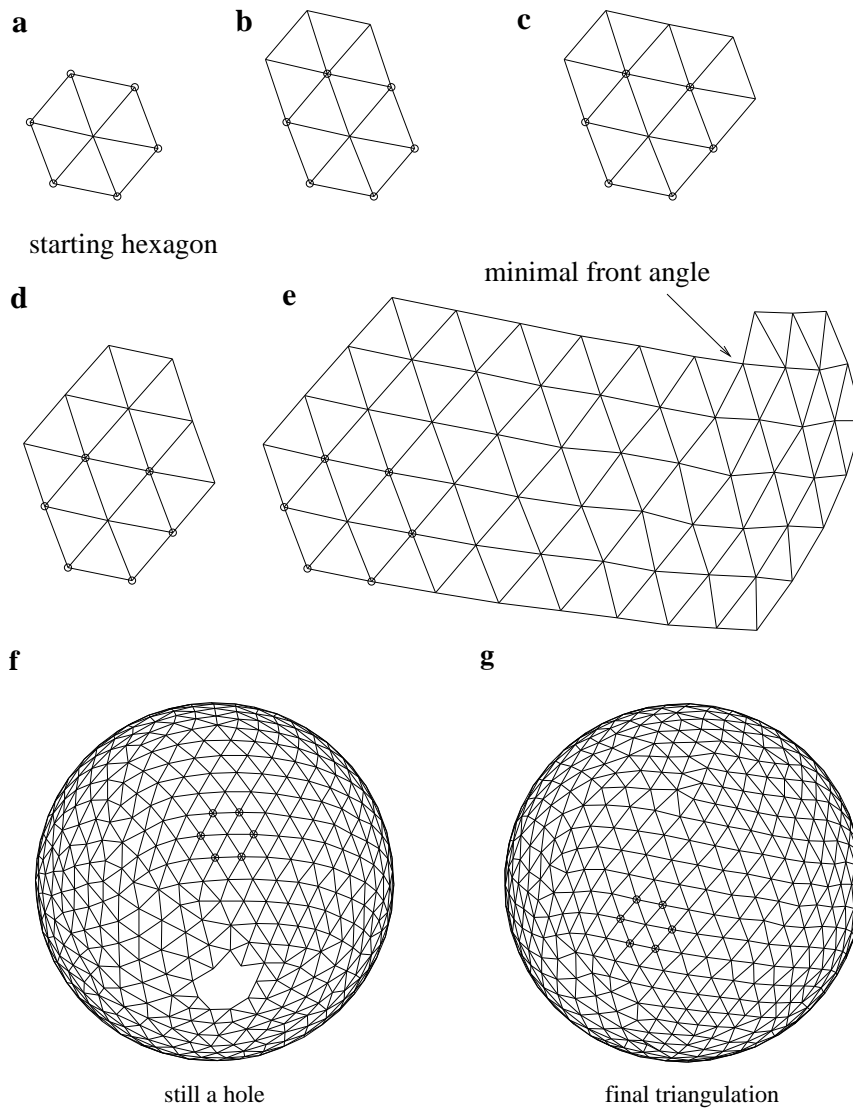 a
b
c
starting hexagon
minimal front angle
d
e
f
g
still a hole
final triangulation